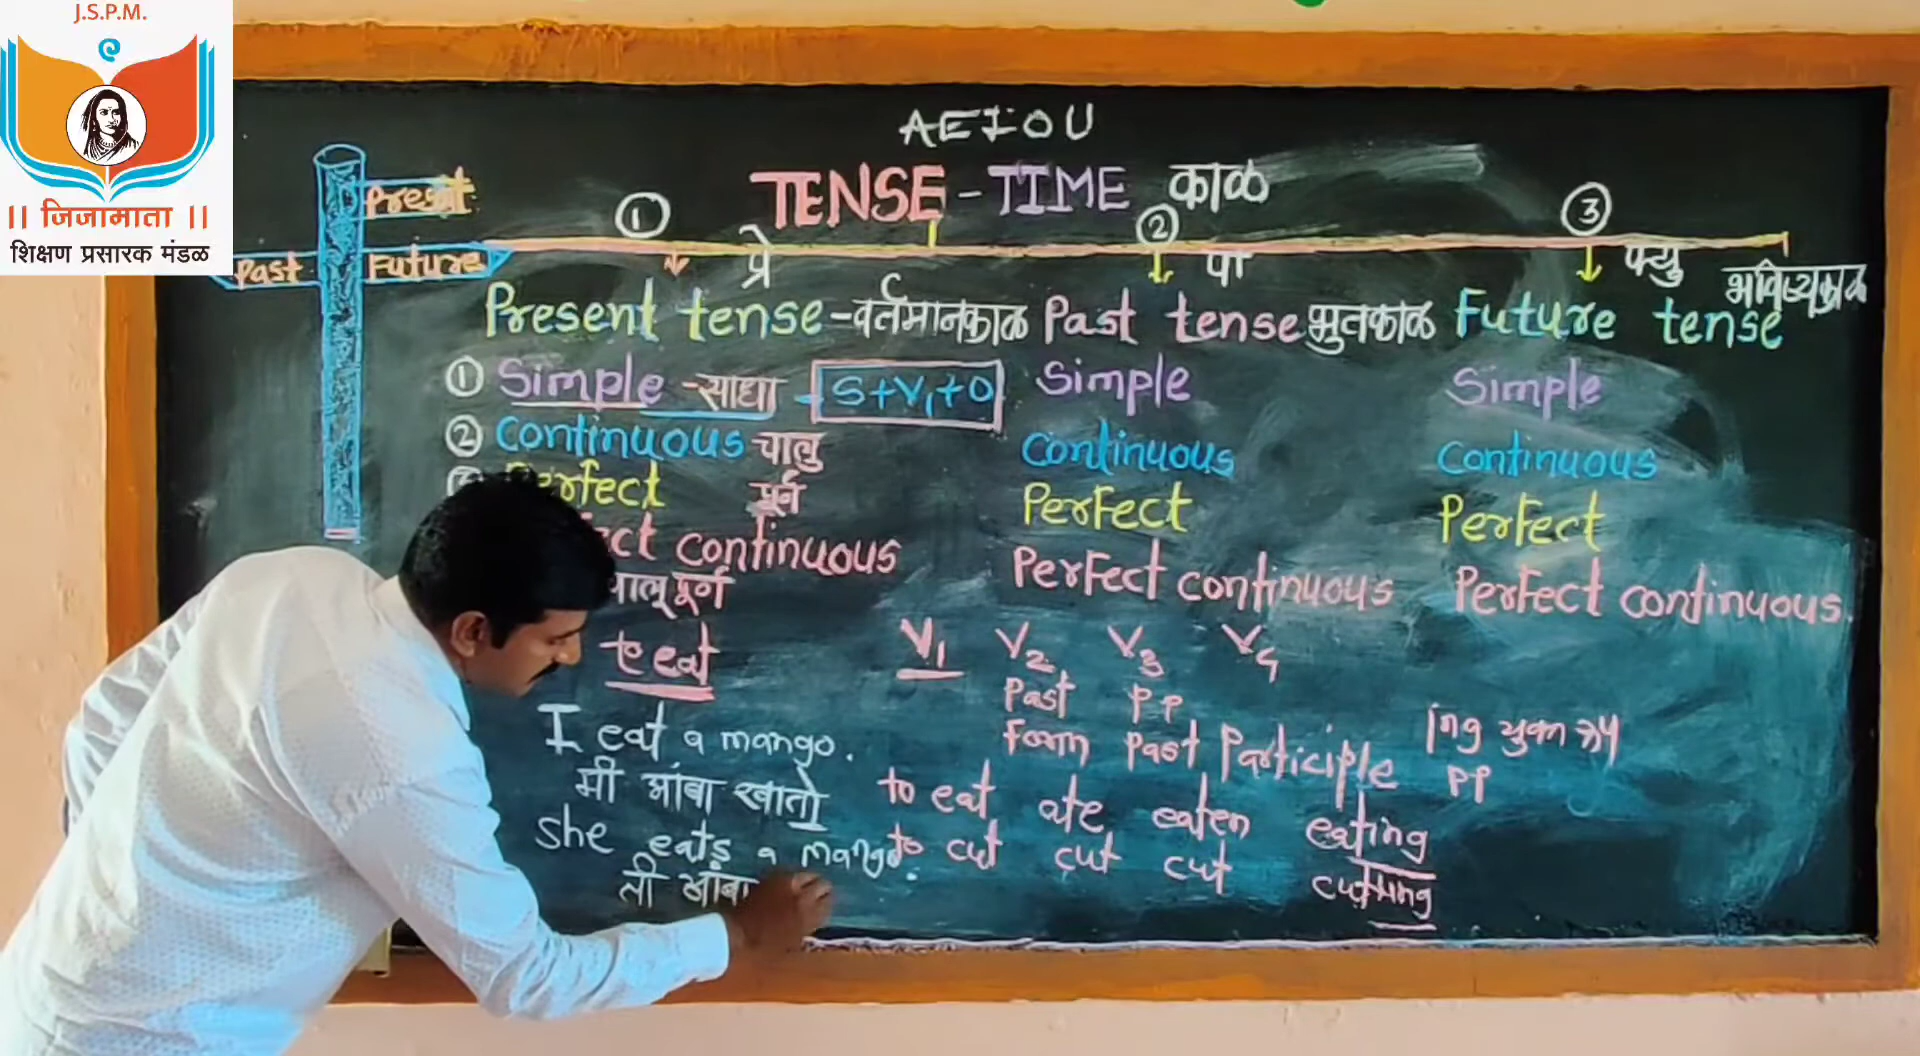 J.S.P.M.
|| जिजामाता ||
शिक्षण प्रसारक मंडळ
Present
Past
Future
AEIOU
TENSE - TIME काळ
① ② ③
प्रे पा फ्यु
Present tense - वर्तमानकाळ Past tense भुतकाळ Future tense भविष्यकाळ
① Simple - साधा - S+V₁+O Simple Simple
② Continuous चालु Continuous Continuous
Perfect पूर्न Perfect Perfect
continuous Perfect continuous Perfect continuous.
चालू पूर्ण
to eat V₁ V₂ V₃ V₄
Past PP
Form Past Participle ing युक्त रूप
PP
I eat a mango.
मी आंबा खातो to eat ate eaten eating
She eats a mango. to cut cut cut cutting
ती आंबा